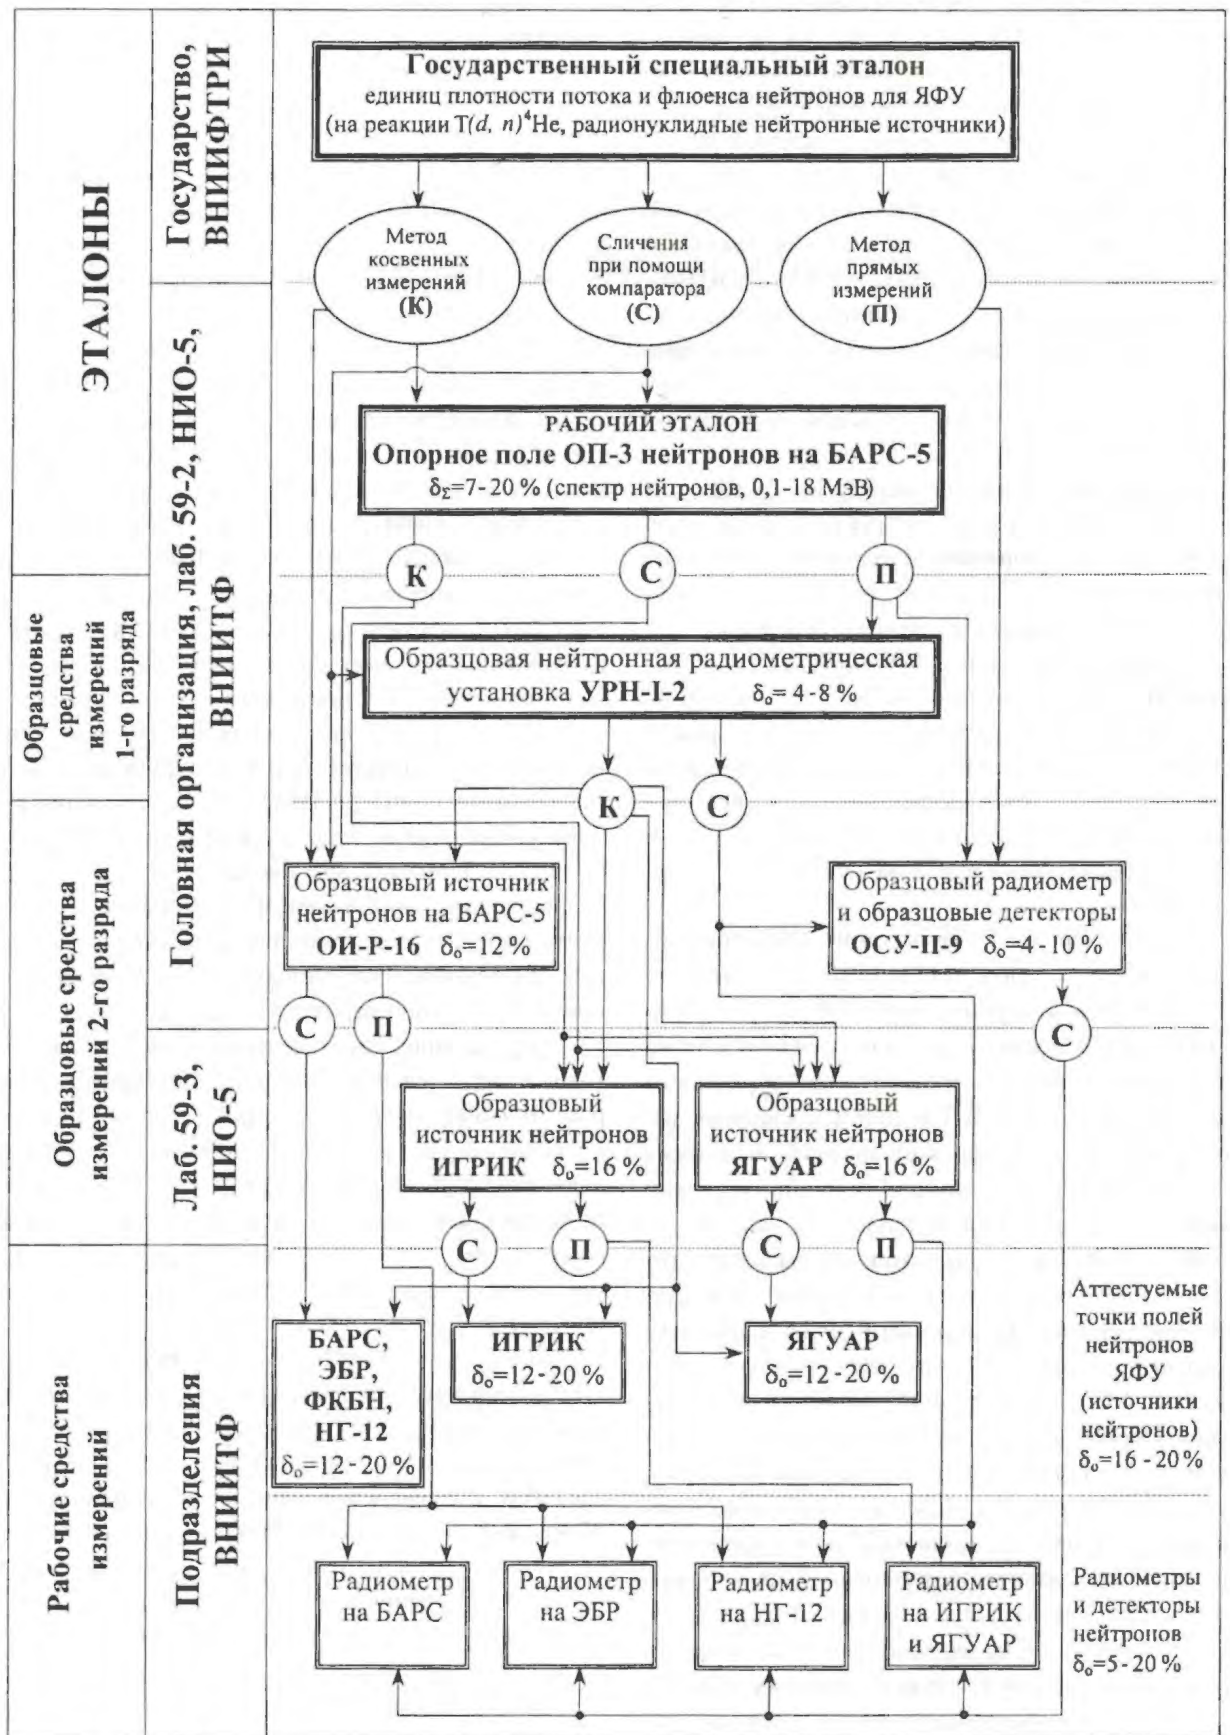 ЭТАЛОНЫ
Государство,
ВНИИФТРИ
Государственный специальный эталон
единиц плотности потока и флюенса нейтронов для ЯФУ
(на реакции T(d, n)⁴He, радионуклидные нейтронные источники)
Метод
косвенных
измерений
(К)
Сличения
при помощи
компаратора
(С)
Метод
прямых
измерений
(П)
Головная организация, лаб. 59-2, НИО-5,
ВНИИТФ
РАБОЧИЙ ЭТАЛОН
Опорное поле ОП-3 нейтронов на БАРС-5
δΣ=7-20 % (спектр нейтронов, 0,1-18 МэВ)
К
С
П
Образцовые
средства
измерений
1-го разряда
Образцовая нейтронная радиометрическая
установка УРН-I-2 δо= 4-8 %
К
С
Образцовые средства
измерений 2-го разряда
Образцовый источник
нейтронов на БАРС-5
ОИ-Р-16 δо=12 %
Образцовый радиометр
и образцовые детекторы
ОСУ-II-9 δо=4-10 %
С
П
С
Лаб. 59-3,
НИО-5
Образцовый
источник нейтронов
ИГРИК δо=16 %
Образцовый
источник нейтронов
ЯГУАР δо=16 %
С
П
С
П
Рабочие средства
измерений
Подразделения
ВНИИТФ
БАРС,
ЭБР,
ФКБН,
НГ-12
δо=12-20 %
ИГРИК
δо=12-20 %
ЯГУАР
δо=12-20 %
Аттестуемые
точки полей
нейтронов
ЯФУ
(источники
нейтронов)
δо=16-20 %
Радиометр
на БАРС
Радиометр
на ЭБР
Радиометр
на НГ-12
Радиометр
на ИГРИК
и ЯГУАР
Радиометры
и детекторы
нейтронов
δо=5-20 %